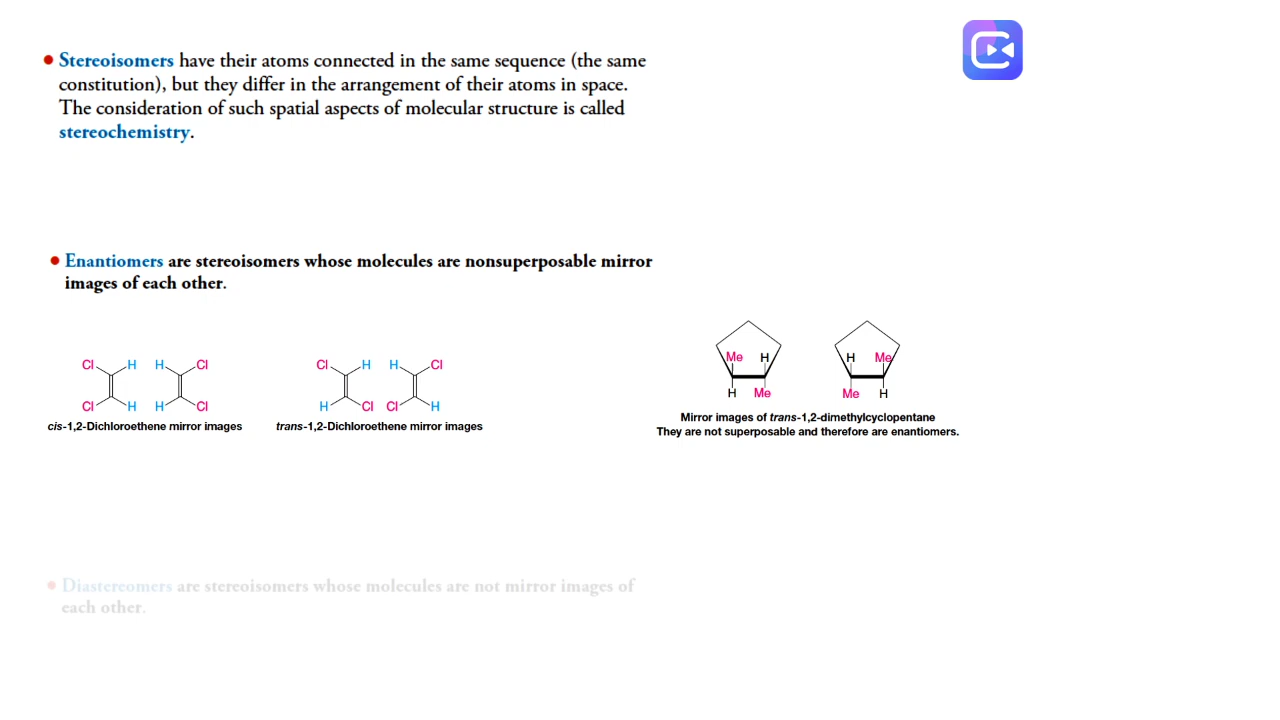 • Stereoisomers have their atoms connected in the same sequence (the same
constitution), but they differ in the arrangement of their atoms in space.
The consideration of such spatial aspects of molecular structure is called
stereochemistry.
• Enantiomers are stereoisomers whose molecules are nonsuperposable mirror
images of each other.
Cl H H Cl
Cl H H Cl
cis-1,2-Dichloroethene mirror images
Cl H H Cl
H Cl Cl H
trans-1,2-Dichloroethene mirror images
Me H H Me
H Me Me H
Mirror images of trans-1,2-dimethylcyclopentane
They are not superposable and therefore are enantiomers.
• Diastereomers are stereoisomers whose molecules are not mirror images of
each other.